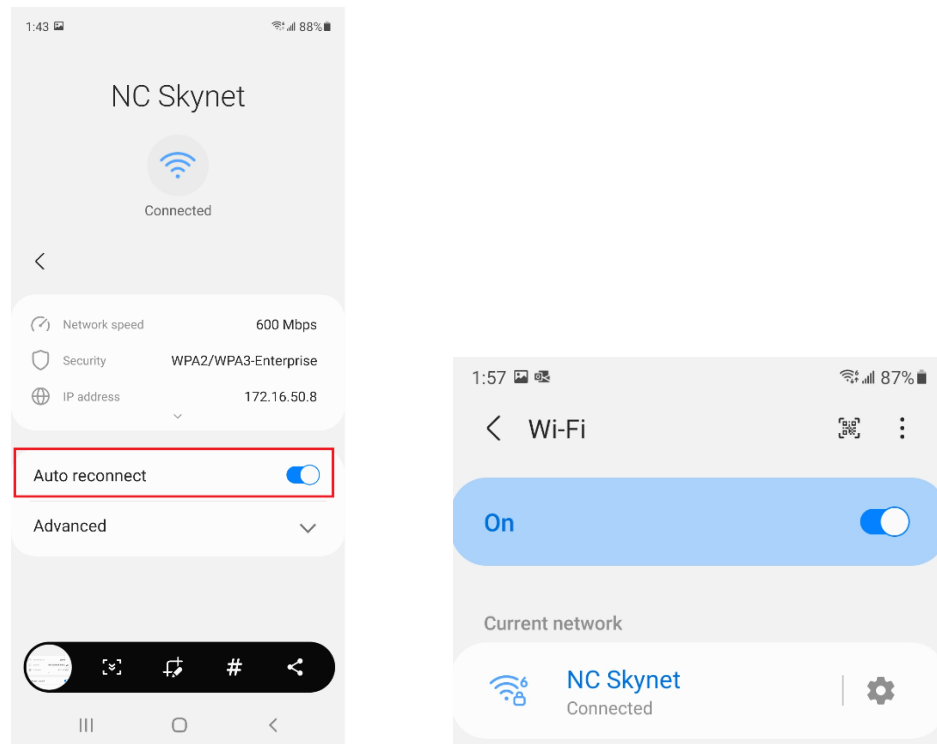 1:43 88%
NC Skynet
Connected
Network speed 600 Mbps
Security WPA2/WPA3-Enterprise
IP address 172.16.50.8
Auto reconnect
Advanced
#
1:57 87%
Wi-Fi
On
Current network
6
NC Skynet
Connected